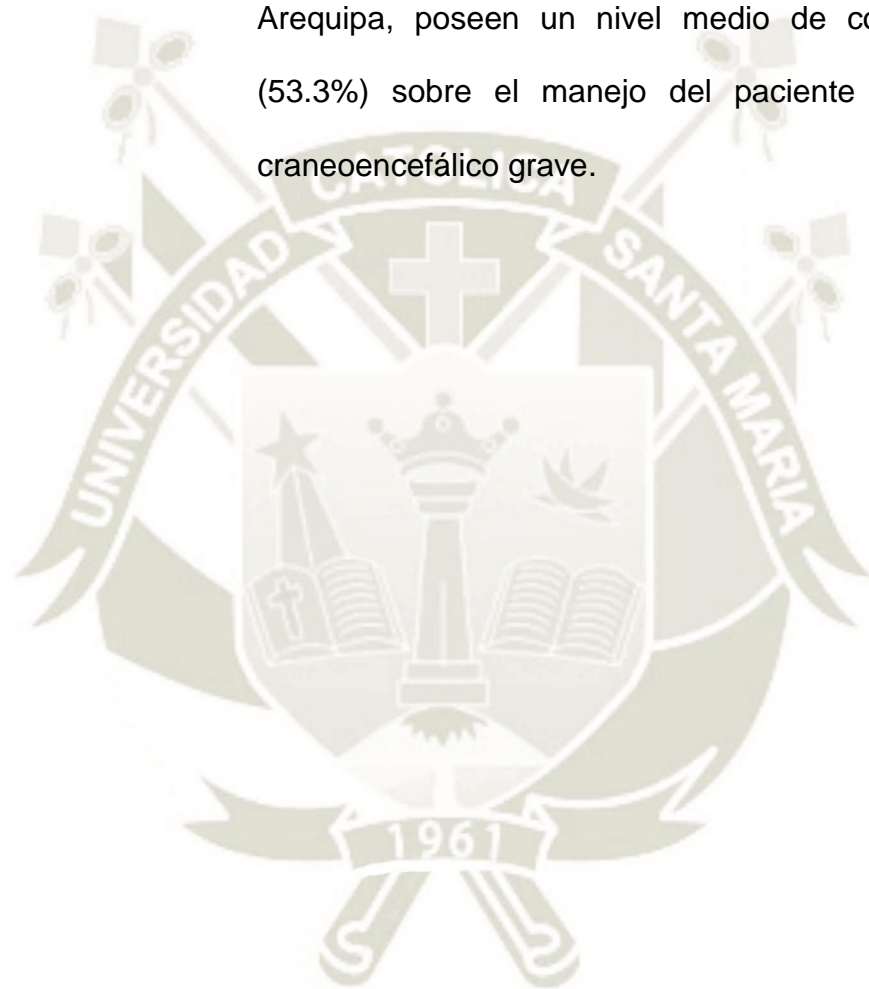 Arequipa, poseen un nivel medio de
(53.3%) sobre el manejo del paciente
craneoencefálico grave.
CATOLICA
UNIVERSIDAD
SANTA MARIA
1961